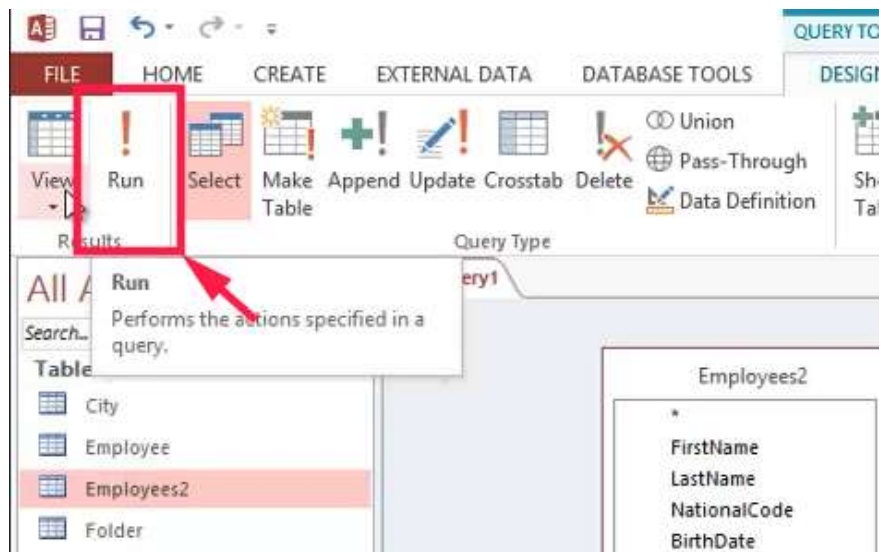 QUERY TO
FILE HOME CREATE EXTERNAL DATA DATABASE TOOLS DESIGN
Union
Pass-Through
Data Definition
View Run Select Make Table Append Update Crosstab Delete
Results Query Type
All A
Run
Performs the actions specified in a
query.
ery1
Search...
Table
City
Employee
Employees2
Folder
Employees2
*
FirstName
LastName
NationalCode
BirthDate